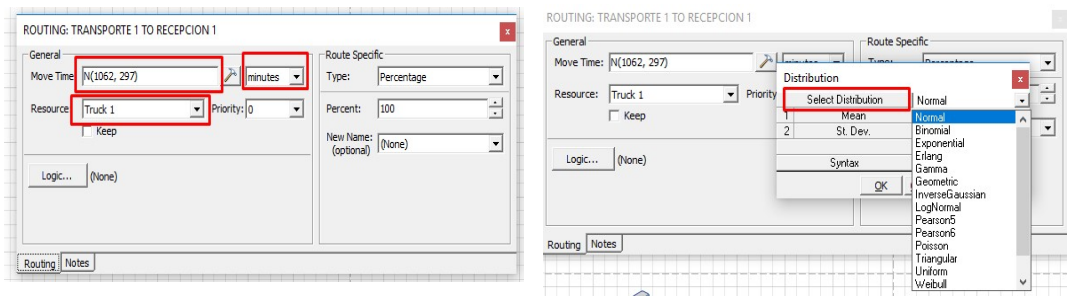 ROUTING: TRANSPORTE 1 TO RECEPCION 1
x
General
Move Time: N(1062, 297) minutes
Resource: Truck 1 Priority: 0
Keep
Logic... (None)
Route Specific
Type: Percentage
Percent: 100
New Name: (None)
(optional)
Routing Notes
ROUTING: TRANSPORTE 1 TO RECEPCION 1
General
Move Time: N(1062, 297)
Resource: Truck 1 Priority
Keep
Logic... (None)
Route Specific
Distribution
x
Select Distribution Normal
1 Mean
2 St. Dev.
Syntax
OK
Normal
Binomial
Exponential
Erlang
Gamma
Geometric
InverseGaussian
LogNormal
Pearson5
Pearson6
Poisson
Triangular
Uniform
Weibull
Routing Notes